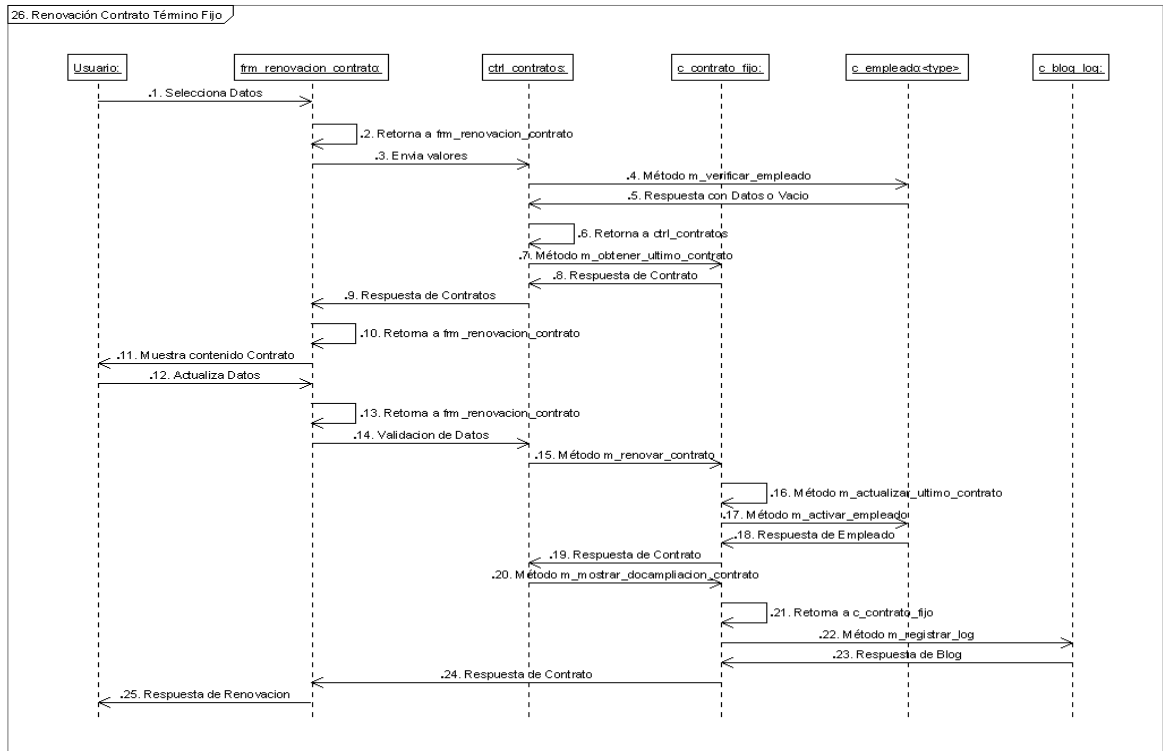 26. Renovación Contrato Término Fijo
Usuario:
frm_renovacion_contrato:
ctrl_contratos:
c_contrato_fijo:
c_empleado:<type>
c_blog_log:
.1. Selecciona Datos
.2. Retorna a frm_renovacion_contrato
.3. Envia valores
.4. Método m_verificar_empleado
.5. Respuesta con Datos o Vacio
.6. Retorna a ctrl_contratos
.7. Método m_obtener_ultimo_contrato
.8. Respuesta de Contrato
.9. Respuesta de Contratos
.10. Retorna a frm_renovacion_contrato
.11. Muestra contenido Contrato
.12. Actualiza Datos
.13. Retorna a frm_renovacion_contrato
.14. Validacion de Datos
.15. Método m_renovar_contrato
.16. Método m_actualizar_ultimo_contrato
.17. Método m_activar_empleado
.18. Respuesta de Empleado
.19. Respuesta de Contrato
.20. Método m_mostrar_docampliacion_contrato
.21. Retorna a c_contrato_fijo
.22. Método m_registrar_log
.23. Respuesta de Blog
.24. Respuesta de Contrato
.25. Respuesta de Renovacion